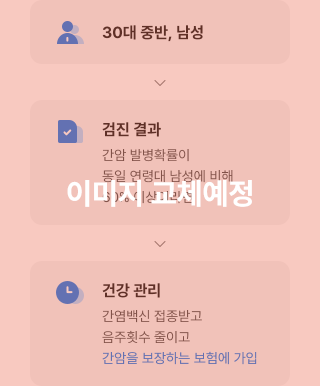 30대 중반, 남성
검진 결과
간암 발병확률이
동일 연령대 남성에 비해
이미지 교체예정
건강 관리
간염백신 접종받고
음주횟수 줄이고
간암을 보장하는 보험에 가입